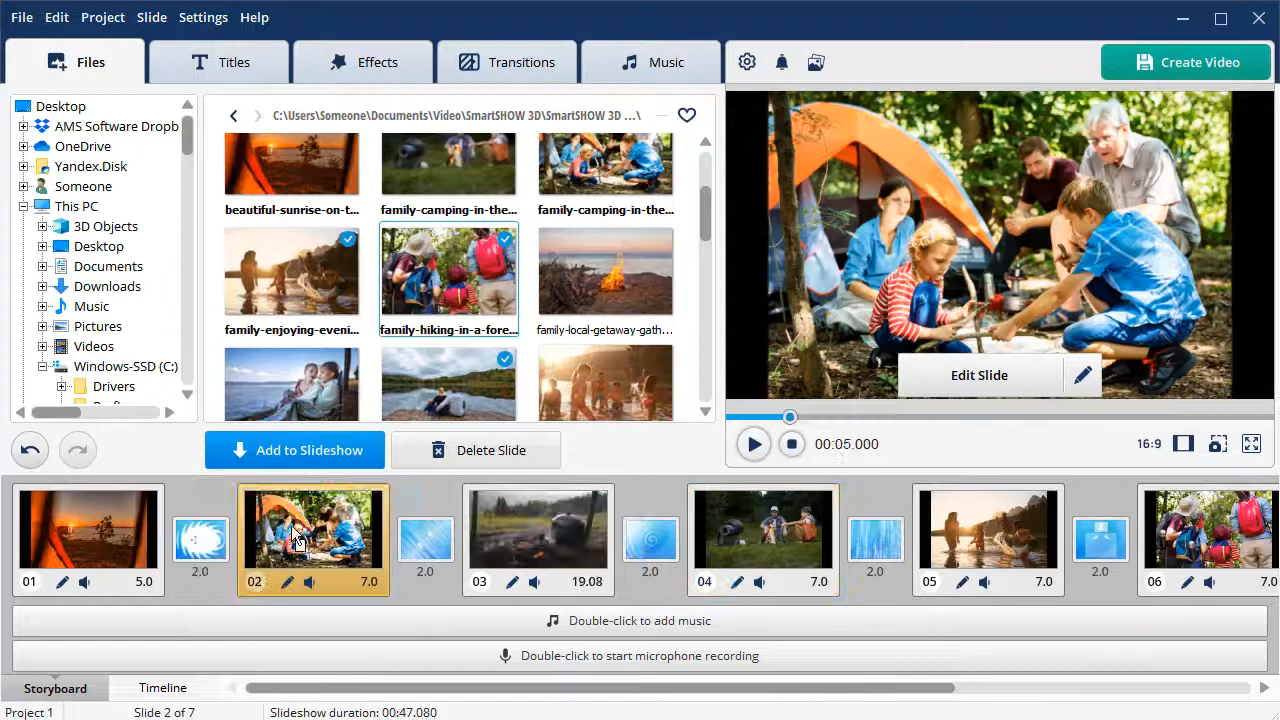 File Edit Project Slide Settings Help
Files Titles Effects Transitions Music Create Video
Desktop
AMS Software Dropb
OneDrive
Yandex.Disk
Someone
This PC
3D Objects
Desktop
Documents
Downloads
Music
Pictures
Videos
Windows-SSD (C:)
Drivers
C:\Users\Someone\Documents\Video\SmartSHOW 3D\SmartSHOW 3D ...\
beautiful-sunrise-on-t... family-camping-in-the... family-camping-in-the...
family-enjoying-eveni... family-hiking-in-a-fore... family-local-getaway-gath...
Edit Slide
00:05.000 16:9
Add to Slideshow Delete Slide
2.0 2.0 2.0 2.0 2.0
01 5.0 02 7.0 03 19.08 04 7.0 05 7.0 06 7.0
Double-click to add music
Double-click to start microphone recording
Storyboard Timeline
Project 1 Slide 2 of 7 Slideshow duration: 00:47.080